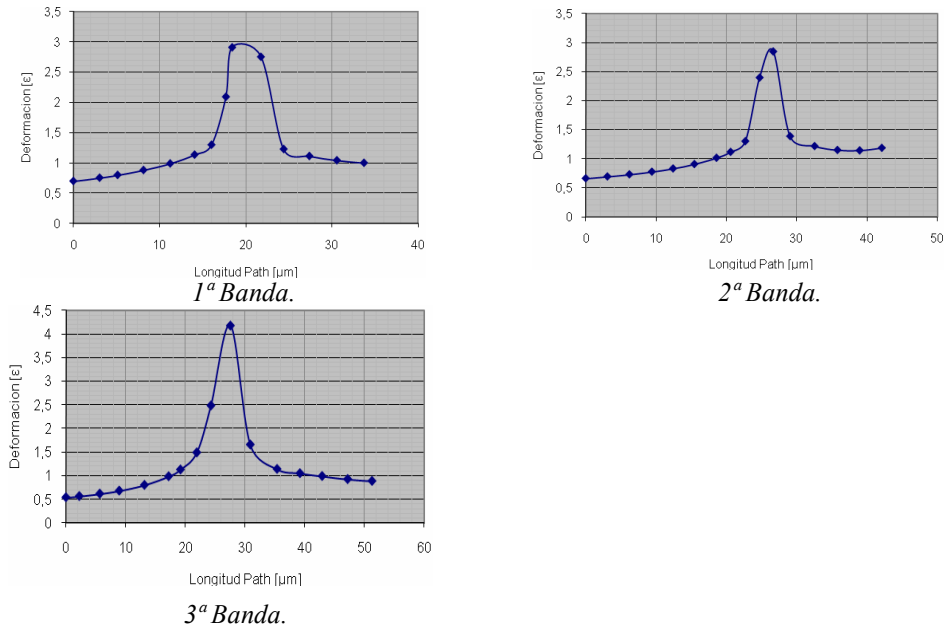 3,5
3
2,5
2
1,5
1
0,5
0
Deformacion [ε]
0 10 20 30 40
Longitud Path [µm]
1ª Banda.
3,5
3
2,5
2
1,5
1
0,5
0
Deformacion [ε]
0 10 20 30 40 50
Longitud Path [µm]
2ª Banda.
4,5
4
3,5
3
2,5
2
1,5
1
0,5
0
Deformacion [ε]
0 10 20 30 40 50 60
Longitud Path [µm]
3ª Banda.